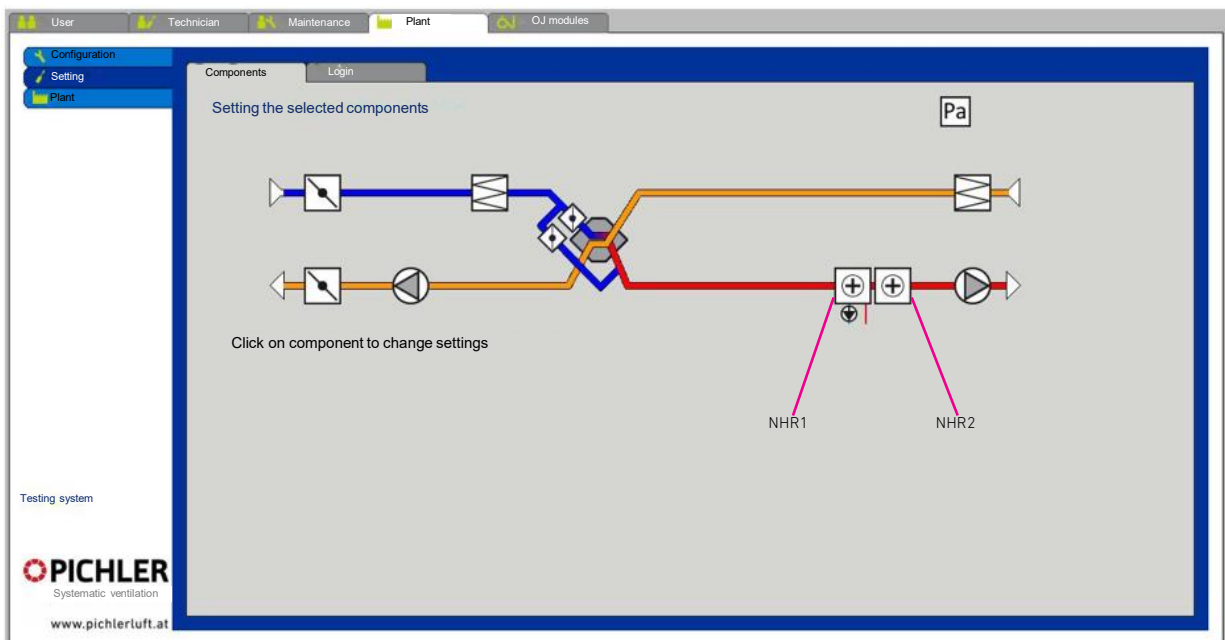 User Technician Maintenance Plant OJ modules
Configuration
Setting
Plant
Components Login
Setting the selected components
Pa
Click on component to change settings
NHR1 NHR2
Testing system
PICHLER
Systematic ventilation
www.pichlerluft.at